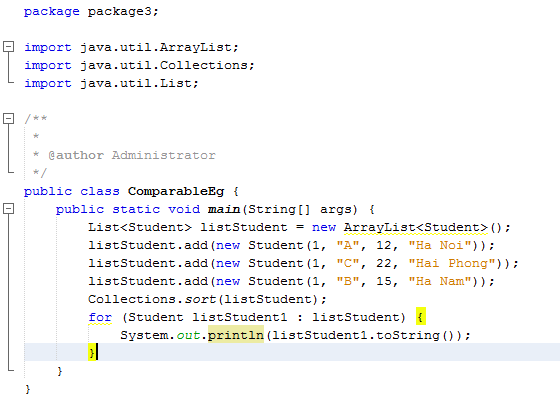 package package3;
import java.util.ArrayList;
import java.util.Collections;
import java.util.List;
/**
 *
 * @author Administrator
 */
public class ComparableEg {
    public static void main(String[] args) {
        List<Student> listStudent = new ArrayList<Student>();
        listStudent.add(new Student(1, "A", 12, "Ha Noi"));
        listStudent.add(new Student(1, "C", 22, "Hai Phong"));
        listStudent.add(new Student(1, "B", 15, "Ha Nam"));
        Collections.sort(listStudent);
        for (Student listStudent1 : listStudent) {
            System.out.println(listStudent1.toString());
        }
    }
}